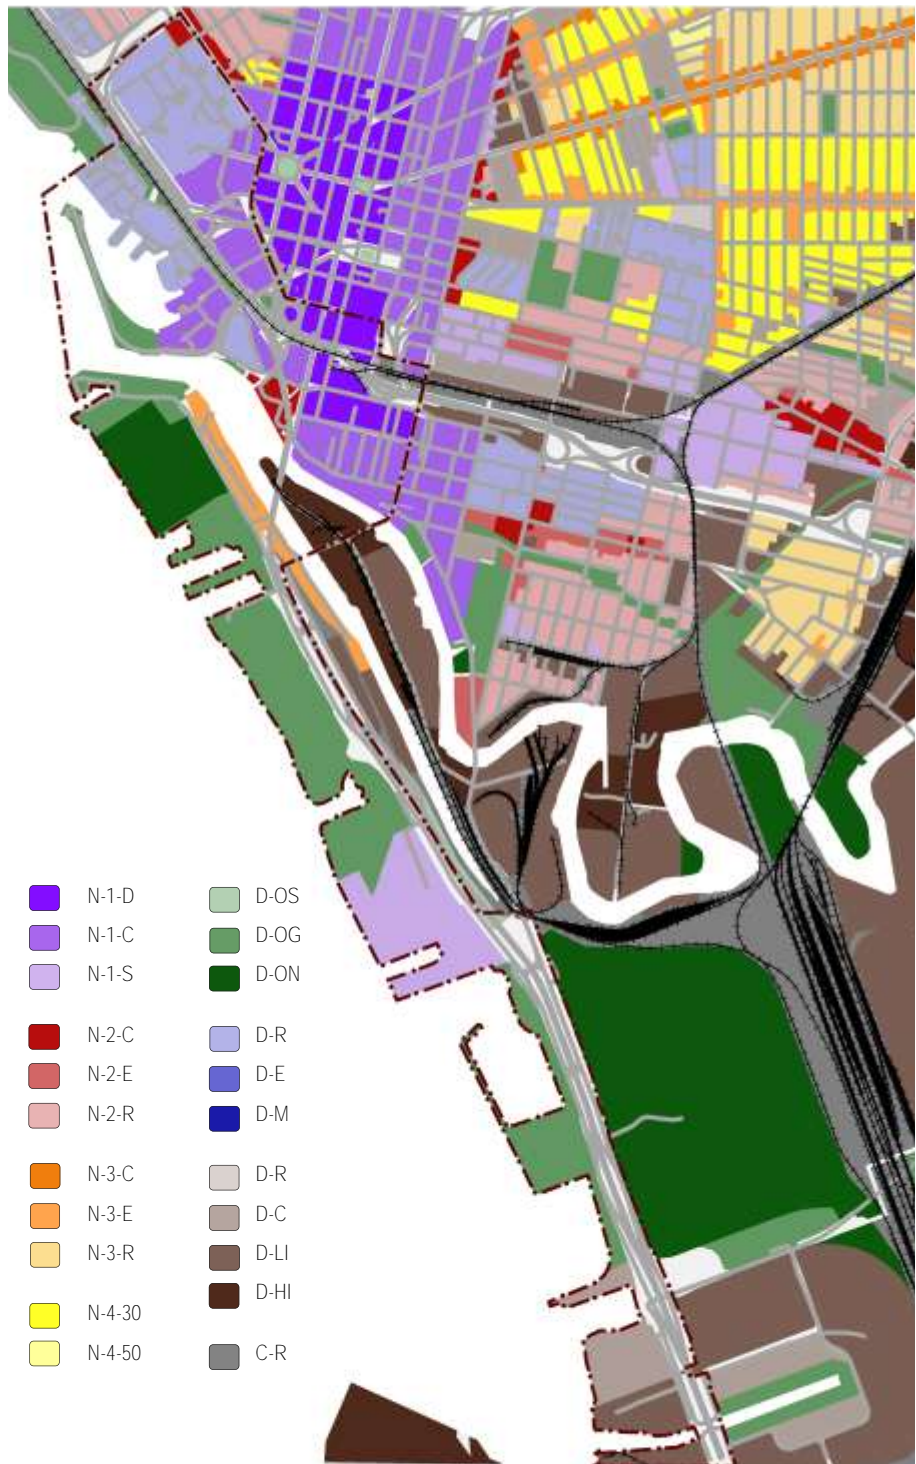 N-1-D
N-1-C
N-1-S
N-2-C
N-2-E
N-2-R
N-3-C
N-3-E
N-3-R
N-4-30
N-4-50
D-OS
D-OG
D-ON
D-R
D-E
D-M
D-R
D-C
D-LI
D-HI
C-R